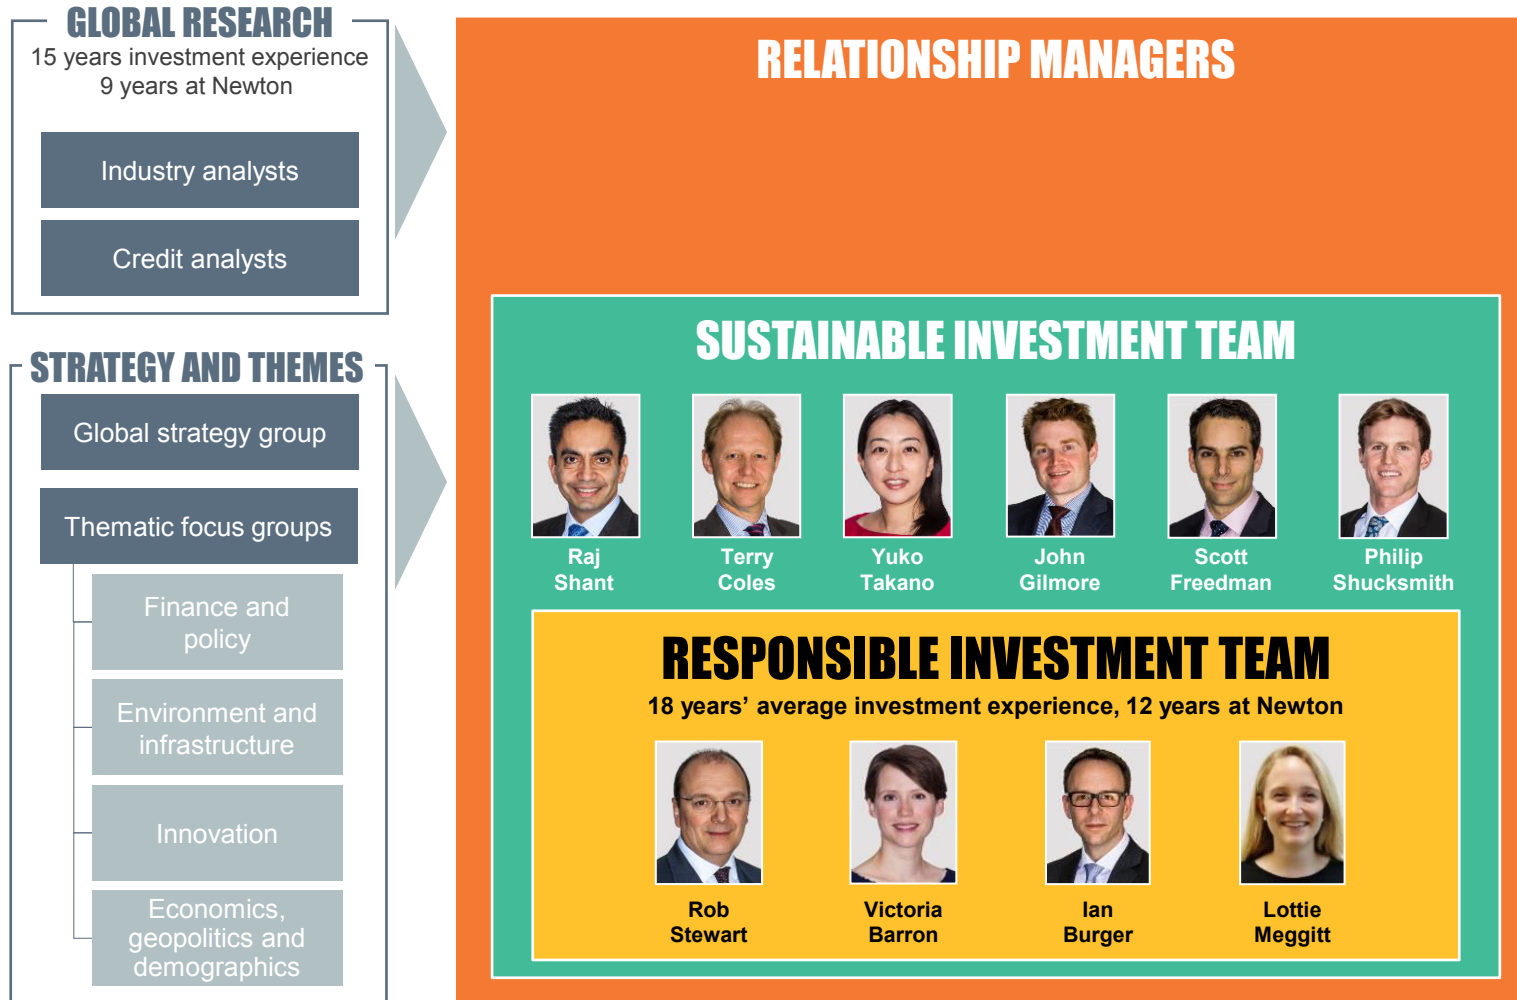 GLOBAL RESEARCH
15 years investment experience
9 years at Newton
Industry analysts
Credit analysts
STRATEGY AND THEMES
Global strategy group
Thematic focus groups
Finance and
policy
Environment and
infrastructure
Innovation
Economics,
geopolitics and
demographics
RELATIONSHIP MANAGERS
SUSTAINABLE INVESTMENT TEAM
Raj
Shant
Terry
Coles
Yuko
Takano
John
Gilmore
Scott
Freedman
Philip
Shucksmith
RESPONSIBLE INVESTMENT TEAM
18 years’ average investment experience, 12 years at Newton
Rob
Stewart
Victoria
Barron
Ian
Burger
Lottie
Meggitt